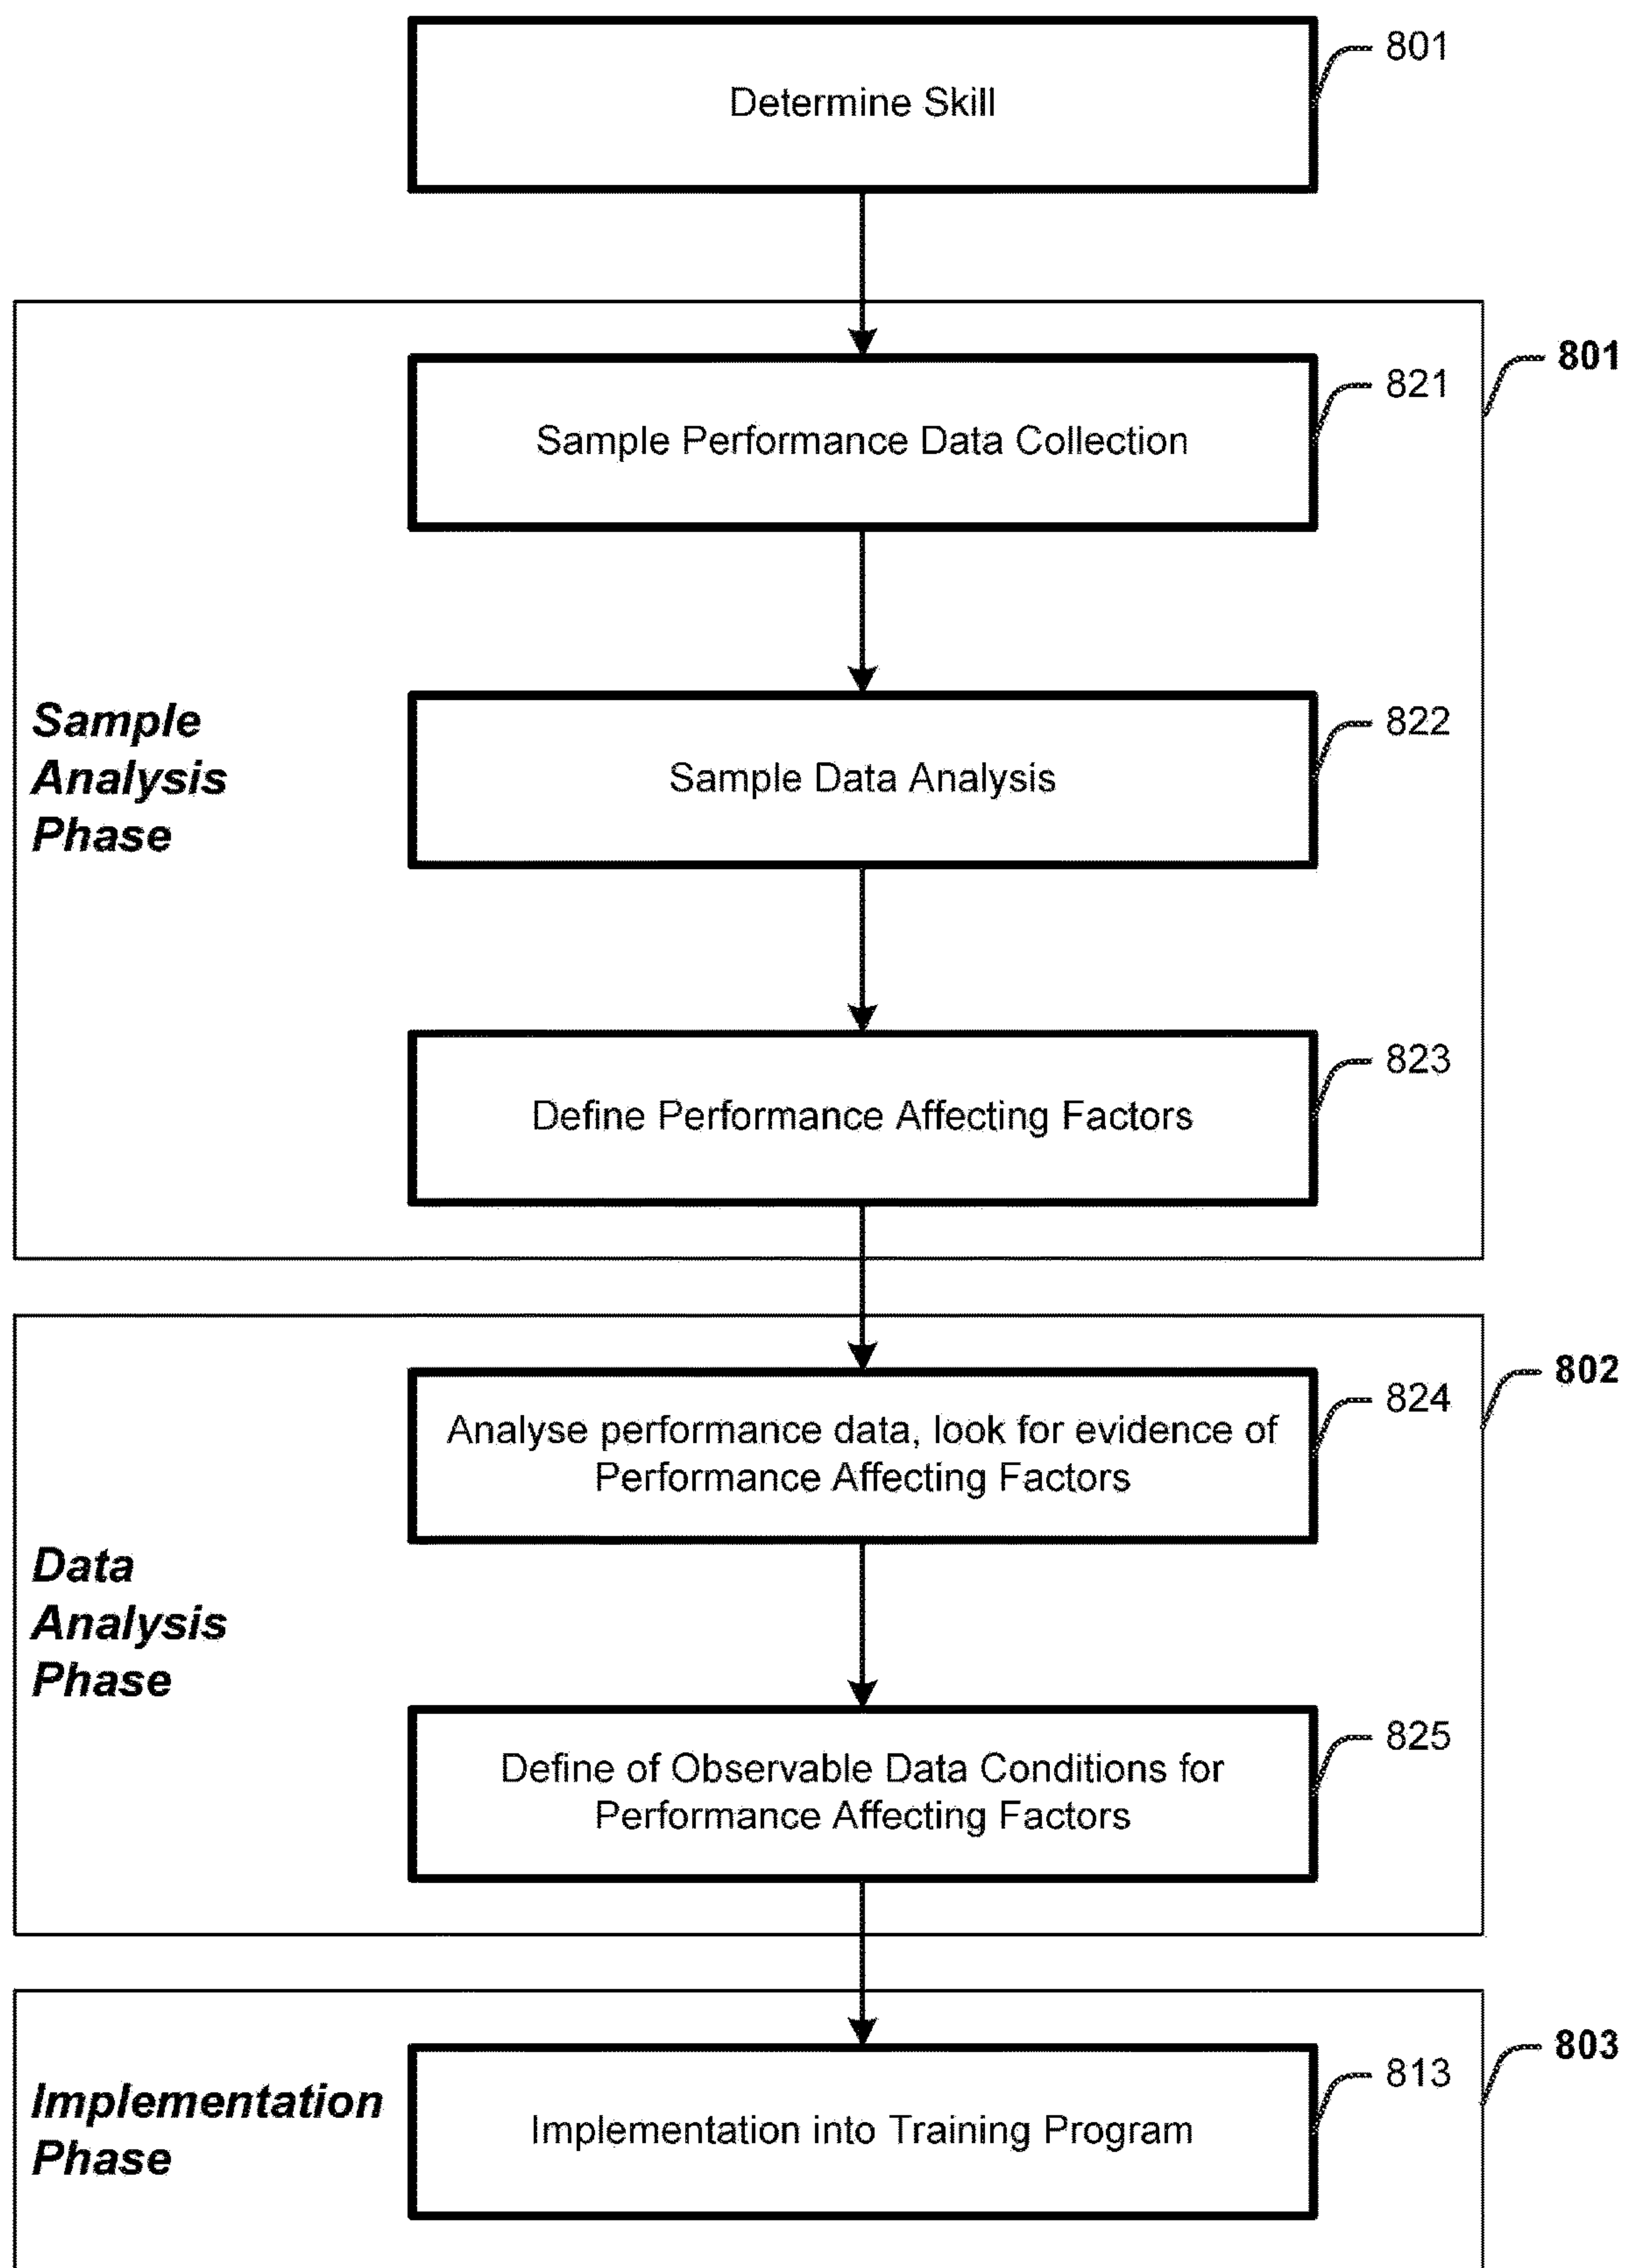 Determine Skill
801
801
Sample Performance Data Collection
821
Sample
Analysis
Phase
Sample Data Analysis
822
Define Performance Affecting Factors
823
802
Analyse performance data, look for evidence of
Performance Affecting Factors
824
Data
Analysis
Phase
Define of Observable Data Conditions for
Performance Affecting Factors
825
803
Implementation
Phase
Implementation into Training Program
813